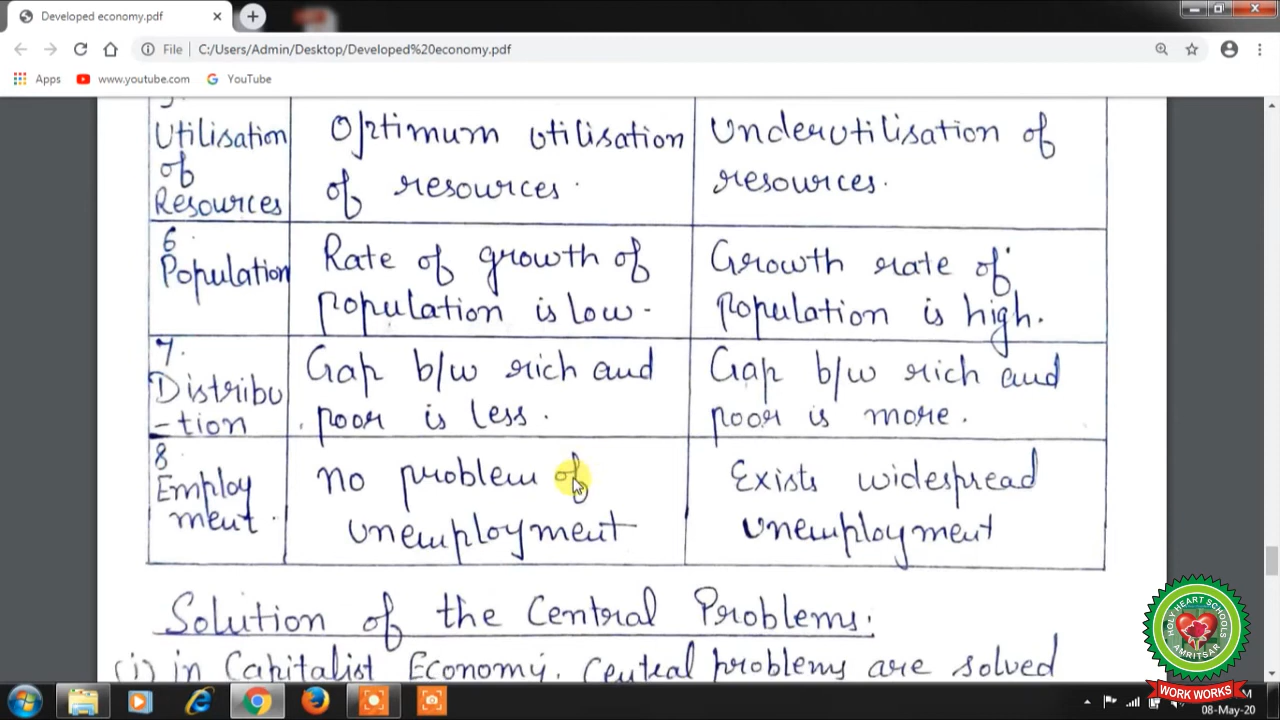 Developed economy.pdf
File
C:/Users/Admin/Desktop/Developed%20economy.pdf
Apps
www.youtube.com
YouTube
Utilisation
of
Resources
Optimum utilisation
of resources.
Underutilisation of
resources.
6.
Population
Rate of growth of
population is low.
Growth rate of
population is high.
7.
Distribu
-tion
Gap b/w rich and
poor is less.
Gap b/w rich and
poor is more.
8
Employ
ment.
No problem of
unemployment
Exists widespread
unemployment
Solution of the Central Problems:
(i) in Capitalist Economy. Central problems are solved
HOLY HEART SCHOOLS
AMRITSAR
WORK WORKS
08-May-20